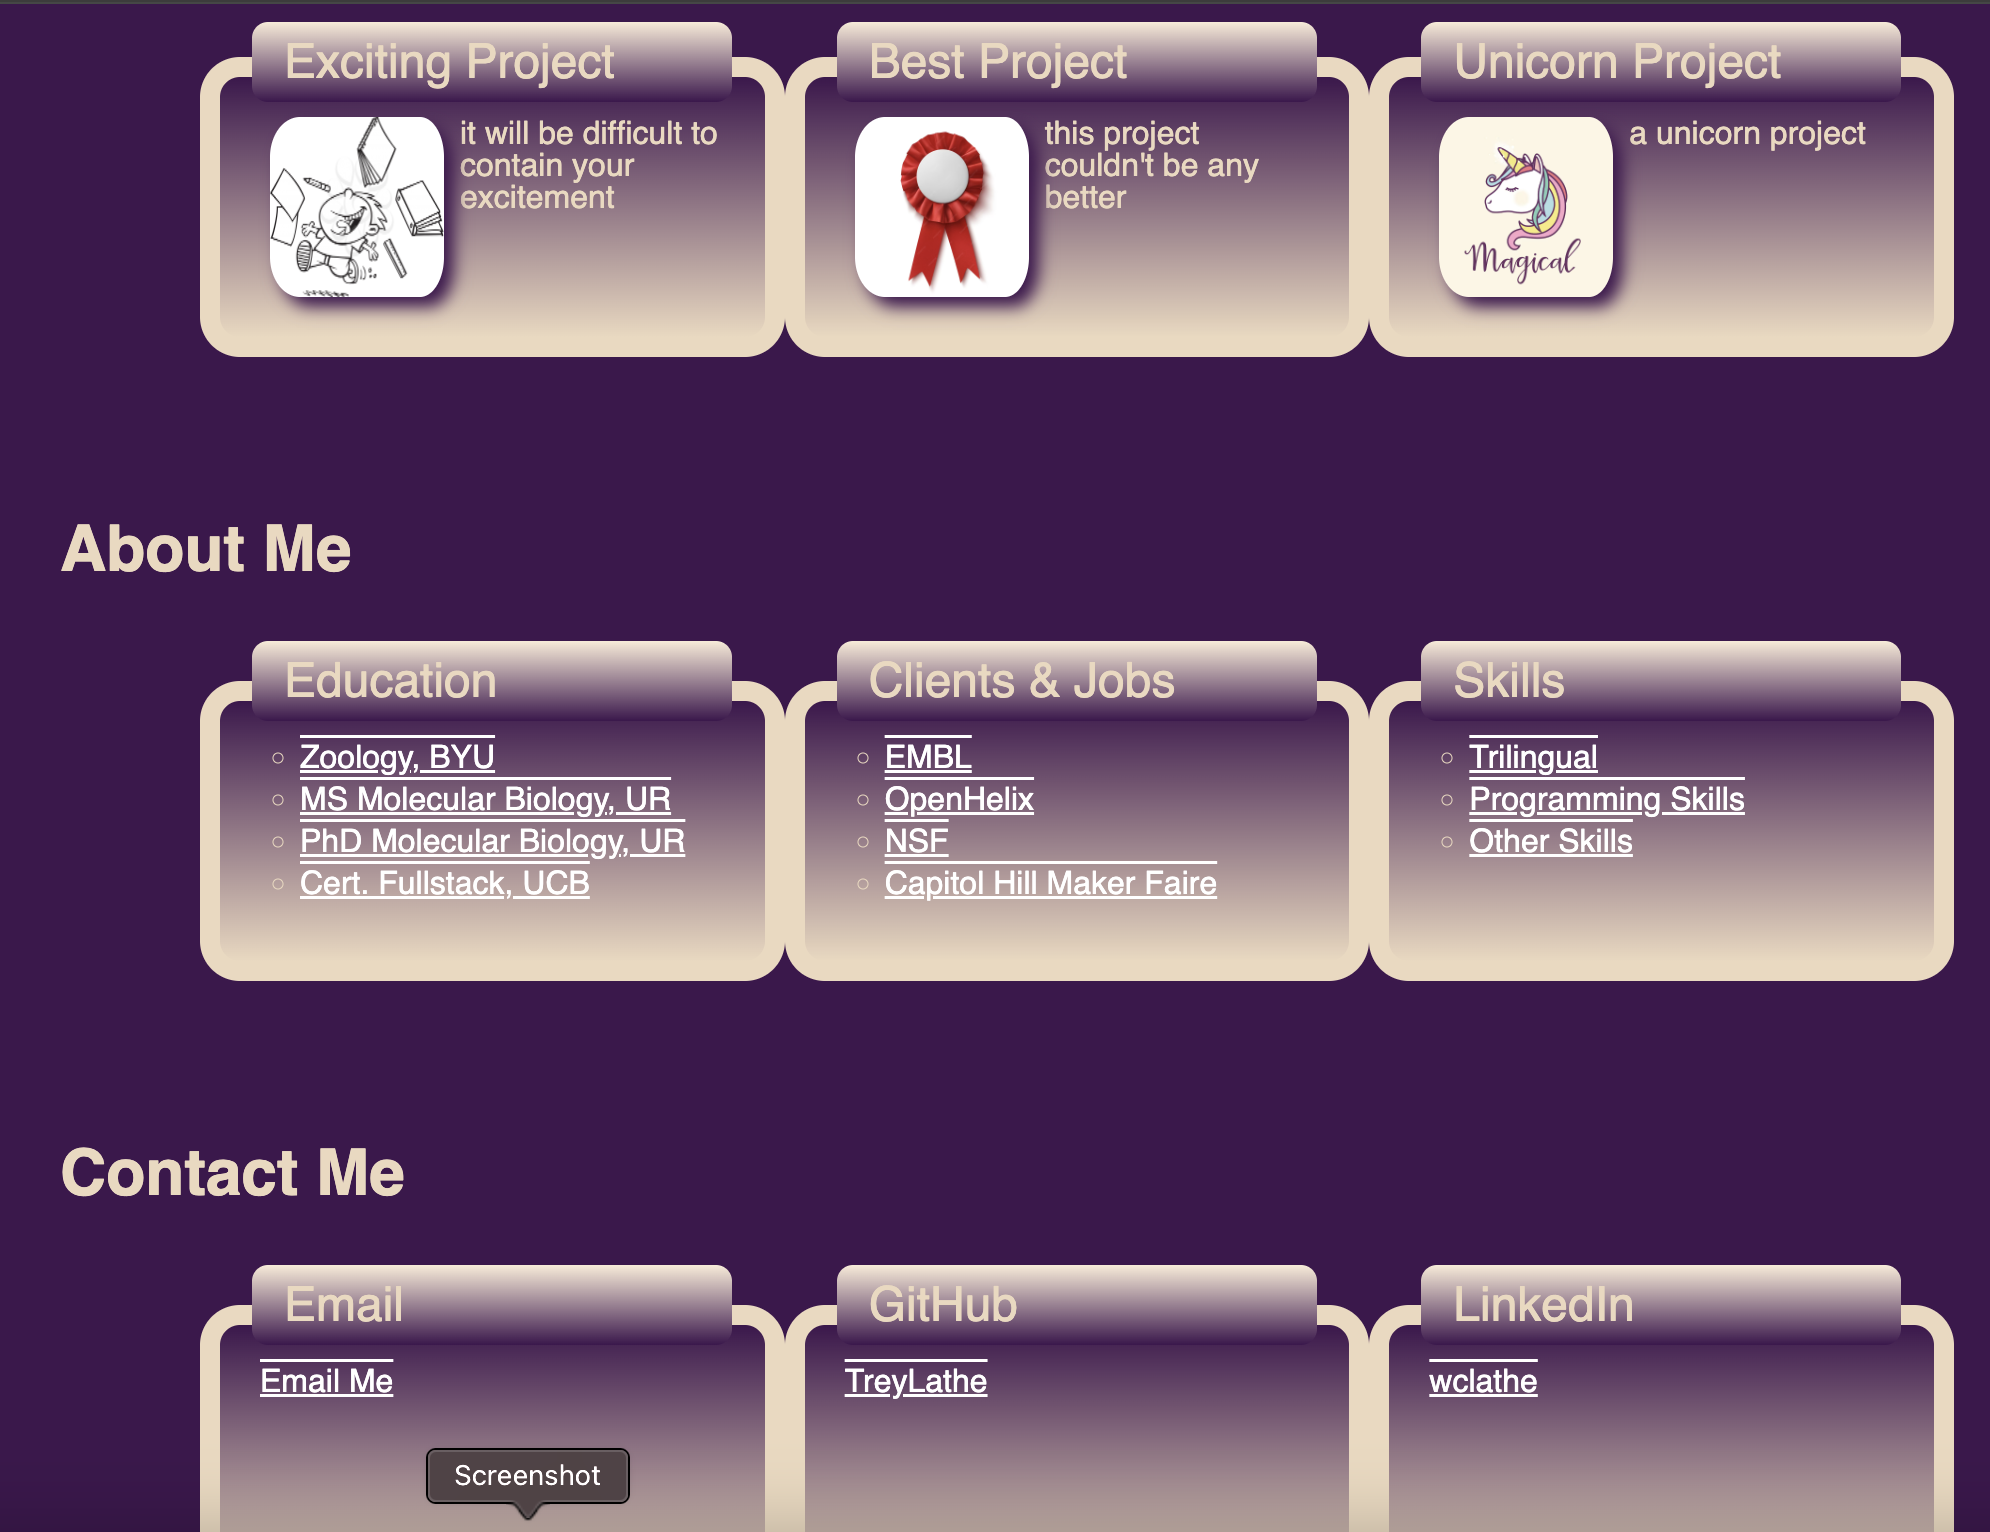 Exciting Project
it will be difficult to
contain your
excitement
Magical
Best Project
this project
couldn't be any
better
Unicorn Project
a unicorn project
About Me
Education
Zoology, BYU
MS Molecular Biology, UR
PhD Molecular Biology, UR
Cert. Fullstack, UCB
Clients & Jobs
EMBL
OpenHelix
NSF
Capitol Hill Maker Faire
Skills
Trilingual
Programming Skills
Other Skills
Contact Me
Email
Email Me
GitHub
TreyLathe
LinkedIn
wclathe
Screenshot